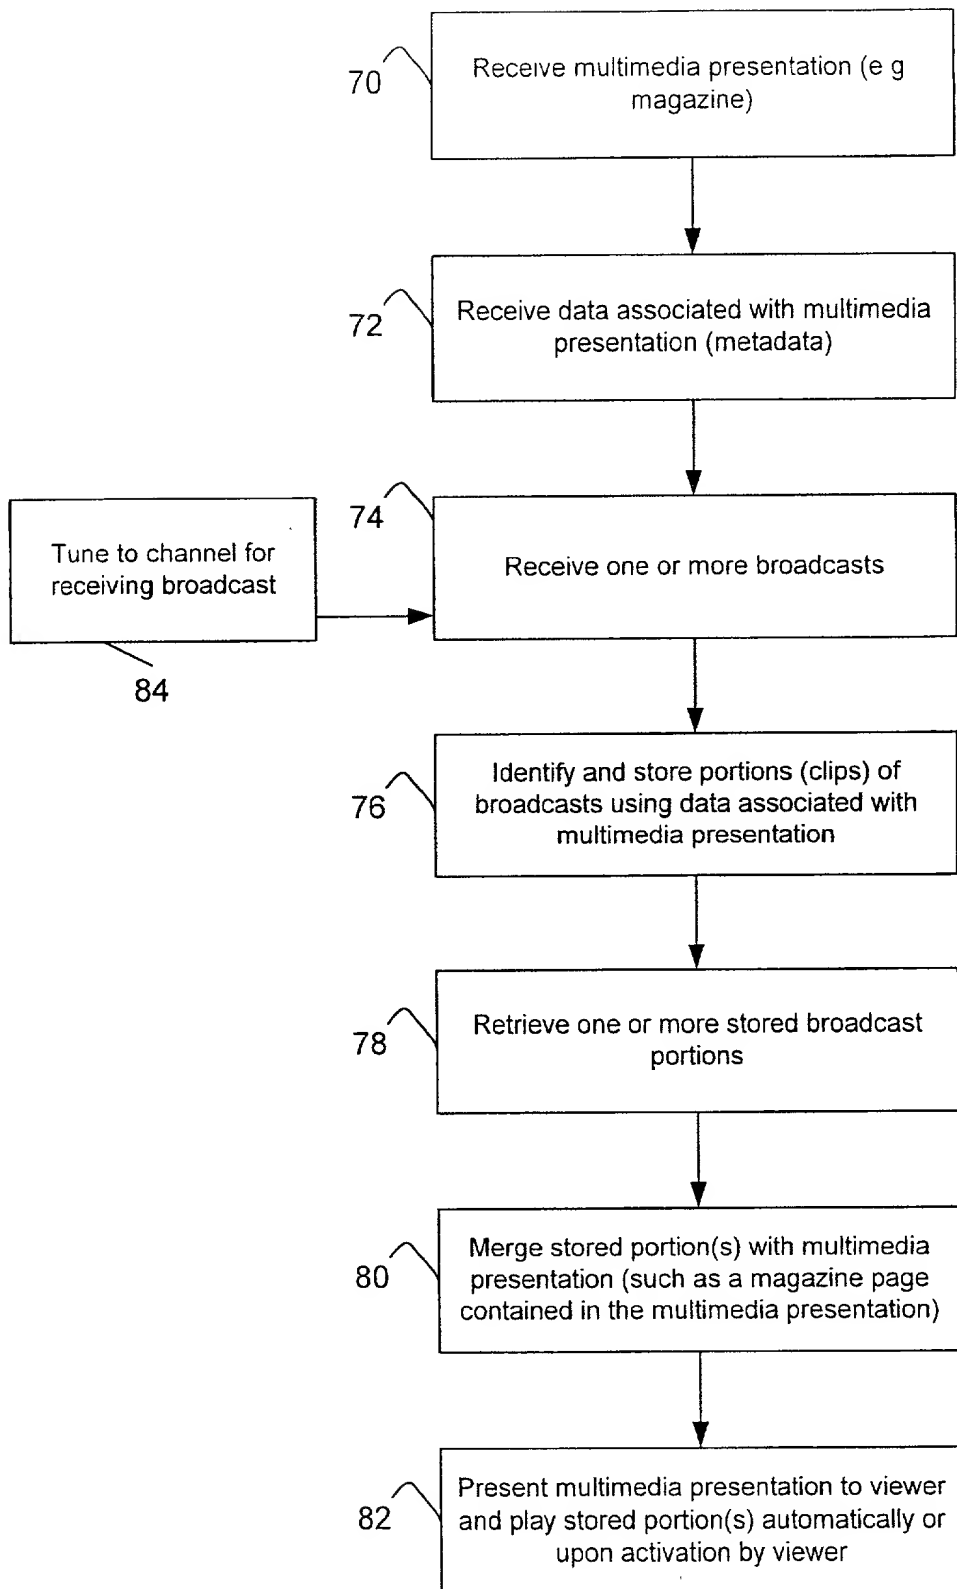 70
Receive multimedia presentation (e g
magazine)
72
Receive data associated with multimedia
presentation (metadata)
74
Receive one or more broadcasts
Tune to channel for
receiving broadcast
84
76
Identify and store portions (clips) of
broadcasts using data associated with
multimedia presentation
78
Retrieve one or more stored broadcast
portions
80
Merge stored portion(s) with multimedia
presentation (such as a magazine page
contained in the multimedia presentation)
82
Present multimedia presentation to viewer
and play stored portion(s) automatically or
upon activation by viewer